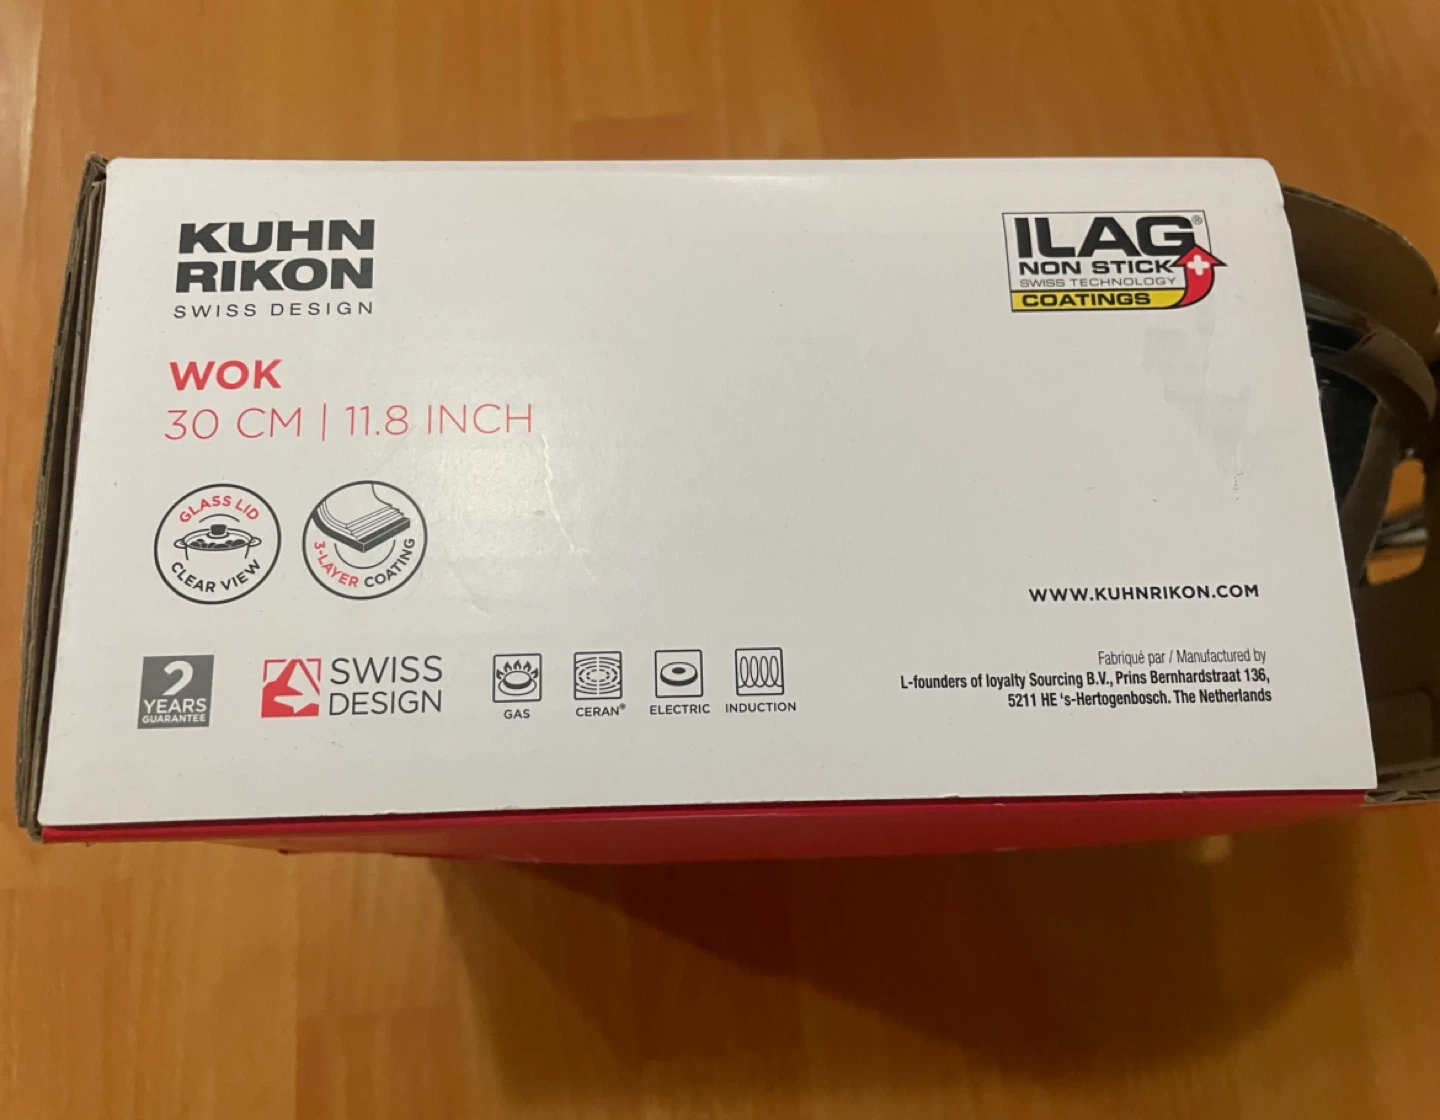 KUHN
RIKON
SWISS DESIGN
ILAG®
NON STICK
SWISS TECHNOLOGY
COATINGS
WOK
30 CM | 11.8 INCH
GLASS LID
CLEAR VIEW
3-LAYER COATING
WWW.KUHNRIKON.COM
2
YEARS
GUARANTEE
SWISS
DESIGN
GAS
CERAN®
ELECTRIC
INDUCTION
Fabriqué par / Manufactured by
L-founders of loyalty Sourcing B.V., Prins Bernhardstraat 136,
5211 HE 's-Hertogenbosch. The Netherlands